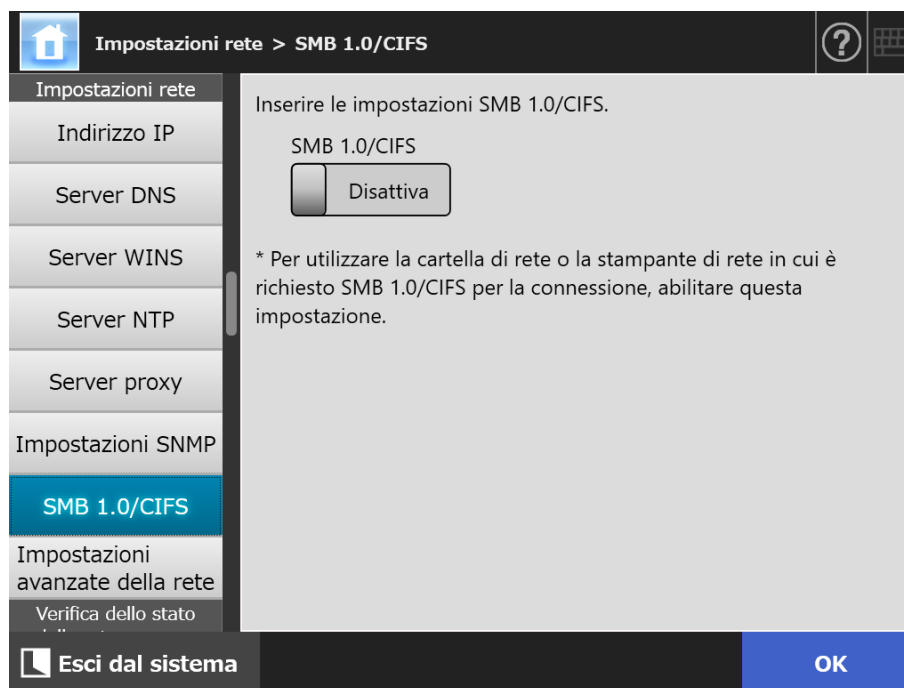 Impostazioni rete > SMB 1.0/CIFS
?
Impostazioni rete
Indirizzo IP
Server DNS
Server WINS
Server NTP
Server proxy
Impostazioni SNMP
SMB 1.0/CIFS
Impostazioni
avanzate della rete
Verifica dello stato
Inserire le impostazioni SMB 1.0/CIFS.
SMB 1.0/CIFS
Disattiva
* Per utilizzare la cartella di rete o la stampante di rete in cui è
richiesto SMB 1.0/CIFS per la connessione, abilitare questa
impostazione.
Esci dal sistema
OK